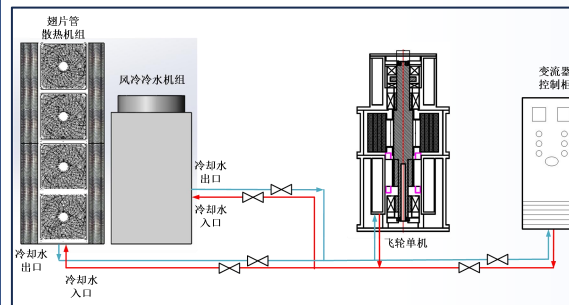 翅片管
散热机组
风冷冷水机组
变流器
控制柜
冷却水
出口
冷却水
入口
飞轮单机
冷却水
出口
冷却水
入口